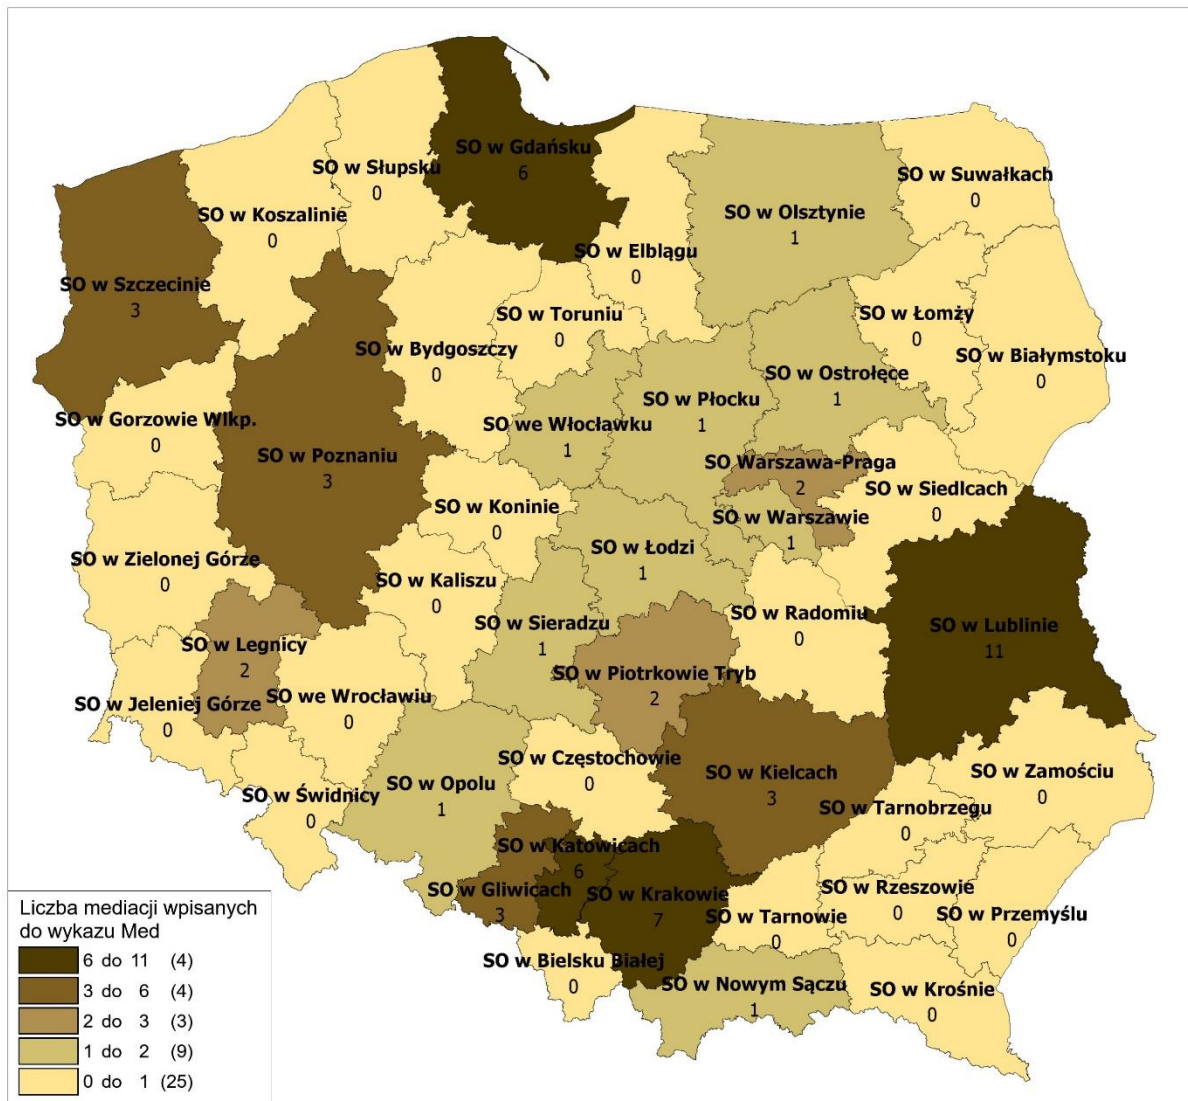 SO w Gdańsku
6
SO w Słupsku
0
SO w Suwałkach
0
SO w Koszalinie
0
SO w Olsztynie
1
SO w Elblągu
0
SO w Szczecinie
3
SO w Toruniu
0
SO w Łomży
0
SO w Bydgoszczy
0
SO w Białymstoku
0
SO w Ostrołęce
1
SO w Płocku
1
SO w Gorzowie Wlkp.
0
SO we Włocławku
1
SO w Poznaniu
3
SO Warszawa-Praga
2
SO w Siedlcach
0
SO w Koninie
0
SO w Warszawie
1
SO w Łodzi
1
SO w Zielonej Górze
0
SO w Kaliszu
0
SO w Radomiu
0
SO w Sieradzu
1
SO w Lublinie
11
SO w Legnicy
2
SO w Piotrkowie Tryb
2
SO w Jeleniej Górze
0
SO we Wrocławiu
0
SO w Częstochowie
0
SO w Kielcach
3
SO w Zamościu
0
SO w Opolu
1
SO w Świdnicy
0
SO w Tarnobrzegu
0
SO w Katowicach
6
SO w Gliwicach
3
SO w Krakowie
7
SO w Rzeszowie
0
SO w Tarnowie
0
SO w Przemyślu
0
SO w Bielsku Białej
0
SO w Nowym Sączu
1
SO w Krośnie
0
Liczba mediacji wpisanych
do wykazu Med
6 do 11 (4)
3 do 6 (4)
2 do 3 (3)
1 do 2 (9)
0 do 1 (25)